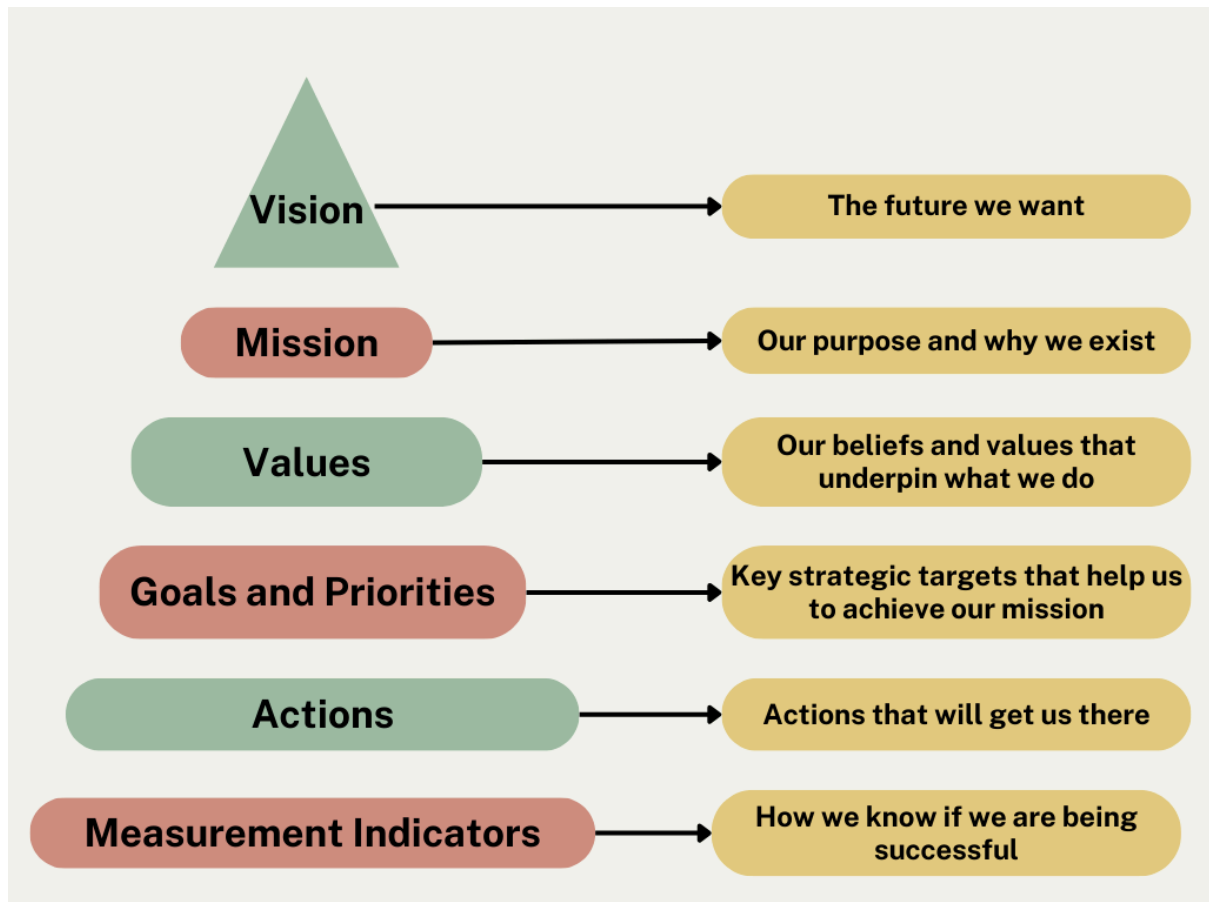 Vision
The future we want
Mission
Our purpose and why we exist
Values
Our beliefs and values that
underpin what we do
Goals and Priorities
Key strategic targets that help us
to achieve our mission
Actions
Actions that will get us there
Measurement Indicators
How we know if we are being
successful